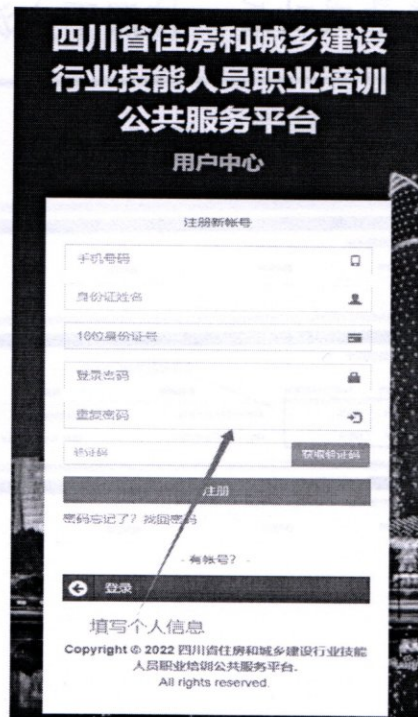 四川省住房和城乡建设
行业技能人员职业培训
公共服务平台
用户中心
注册新帐号
手机号码
身份证姓名
18位身份证号
登录密码
重复密码
验证码
获取验证码
注册
密码忘记了？找回密码
- 有帐号？ -
登录
填写个人信息
Copyright © 2022 四川省住房和城乡建设行业技能
人员职业培训公共服务平台.
All rights reserved.